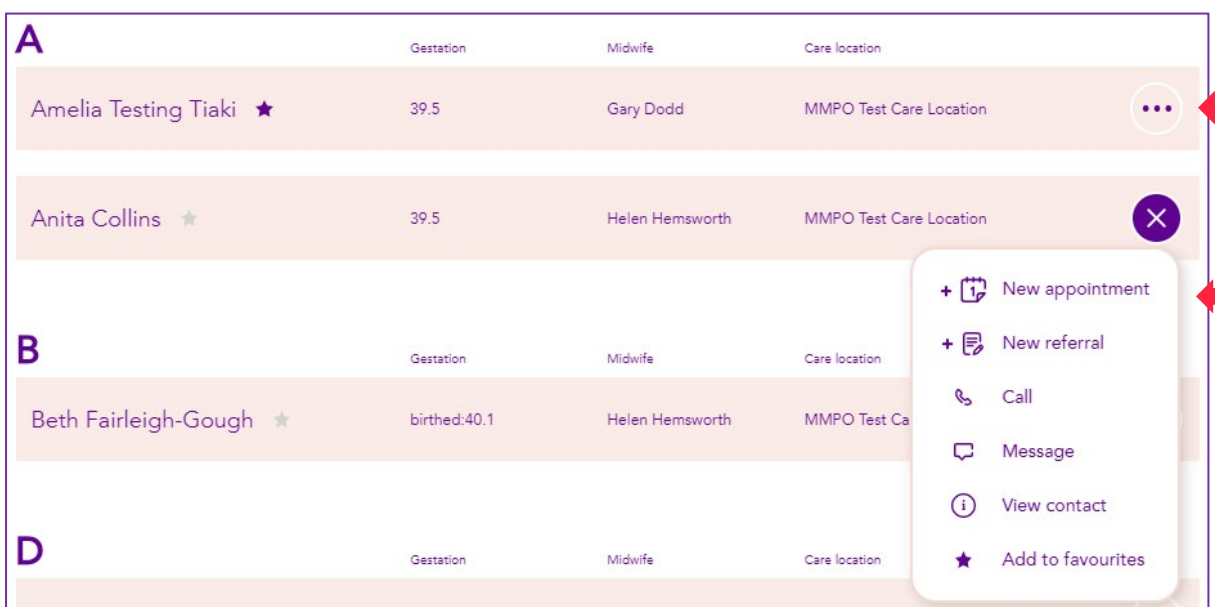 A
Gestation Midwife Care location
Amelia Testing Tiaki 39.5 Gary Dodd MMPO Test Care Location
Anita Collins 39.5 Helen Hemsworth MMPO Test Care Location
+ 1 New appointment
B
Gestation Midwife Care location
+ New referral
Beth Fairleigh-Gough birthed:40.1 Helen Hemsworth MMPO Test Ca
Call
Message
i View contact
D
Gestation Midwife Care location
Add to favourites